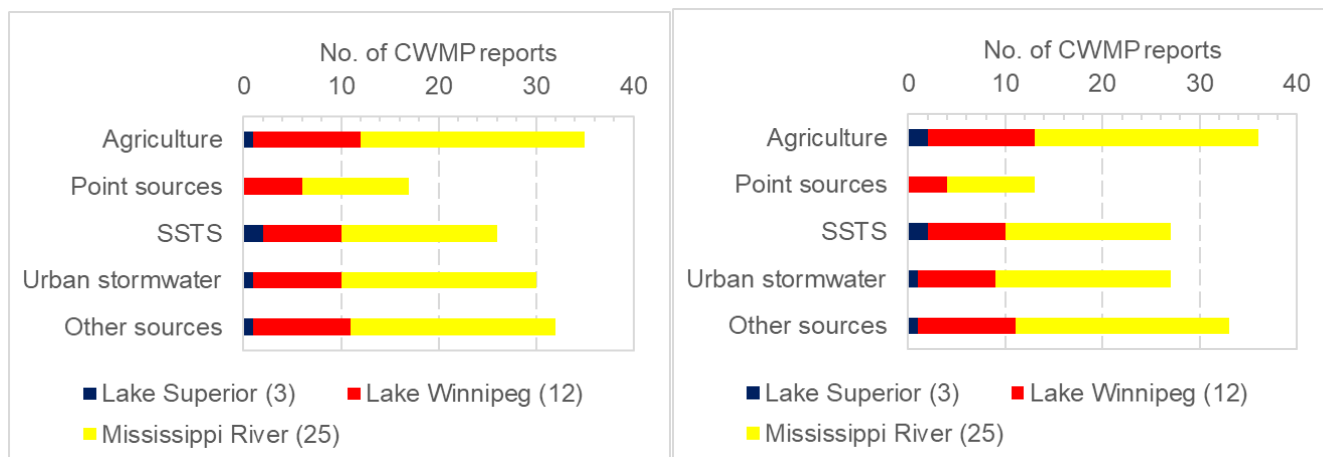 No. of CWMP reports
0 10 20 30 40
Agriculture
Point sources
SSTS
Urban stormwater
Other sources
Lake Superior (3) Lake Winnipeg (12)
Mississippi River (25)
No. of CWMP reports
0 10 20 30 40
Agriculture
Point sources
SSTS
Urban stormwater
Other sources
Lake Superior (3) Lake Winnipeg (12)
Mississippi River (25)